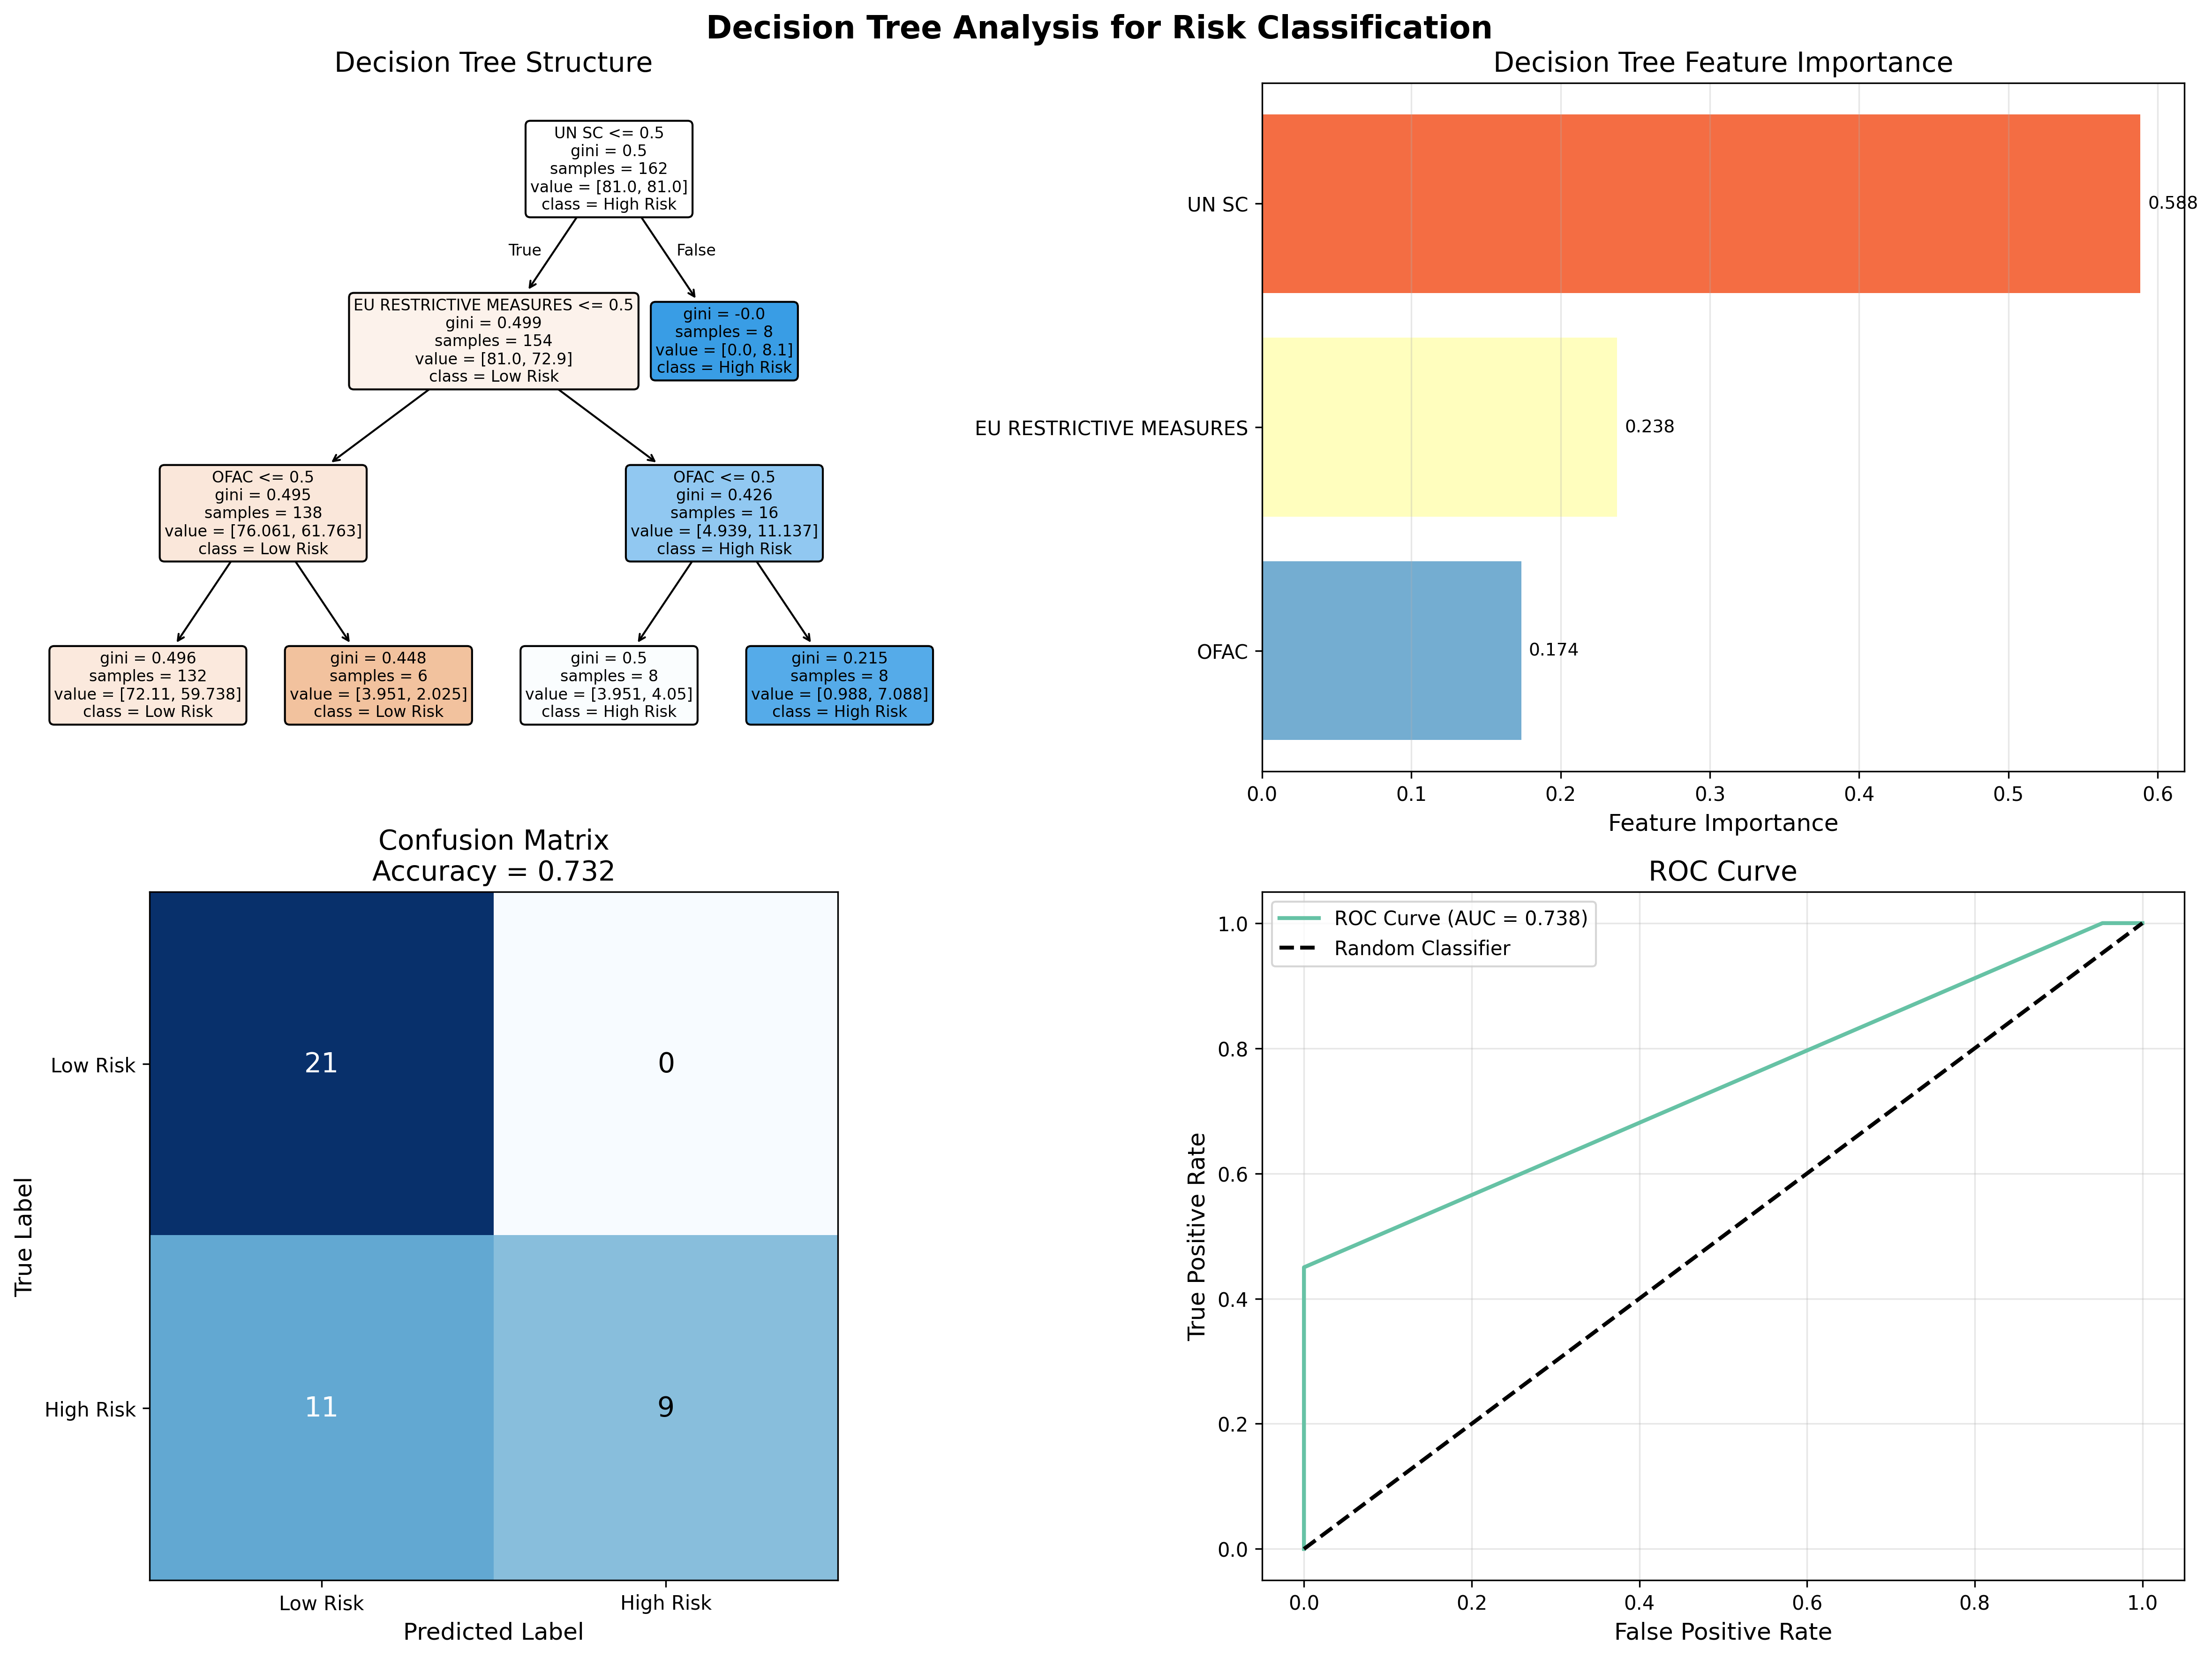 Decision Tree Analysis for Risk Classification
Decision Tree Structure
UN SC <= 0.5
gini = 0.5
samples = 162
value = [81.0, 81.0]
class = High Risk
True
False
EU RESTRICTIVE MEASURES <= 0.5
gini = 0.499
samples = 154
value = [81.0, 72.9]
class = Low Risk
gini = -0.0
samples = 8
value = [0.0, 8.1]
class = High Risk
OFAC <= 0.5
gini = 0.495
samples = 138
value = [76.061, 61.763]
class = Low Risk
OFAC <= 0.5
gini = 0.426
samples = 16
value = [4.939, 11.137]
class = High Risk
gini = 0.496
samples = 132
value = [72.11, 59.738]
class = Low Risk
gini = 0.448
samples = 6
value = [3.951, 2.025]
class = Low Risk
gini = 0.5
samples = 8
value = [3.951, 4.05]
class = High Risk
gini = 0.215
samples = 8
value = [0.988, 7.088]
class = High Risk
Decision Tree Feature Importance
UN SC
0.588
EU RESTRICTIVE MEASURES
0.238
OFAC
0.174
0.0 0.1 0.2 0.3 0.4 0.5 0.6
Feature Importance
Confusion Matrix
Accuracy = 0.732
True Label
Low Risk
21 0
High Risk
11 9
Low Risk High Risk
Predicted Label
ROC Curve
ROC Curve (AUC = 0.738)
Random Classifier
True Positive Rate
1.0
0.8
0.6
0.4
0.2
0.0
0.0 0.2 0.4 0.6 0.8 1.0
False Positive Rate